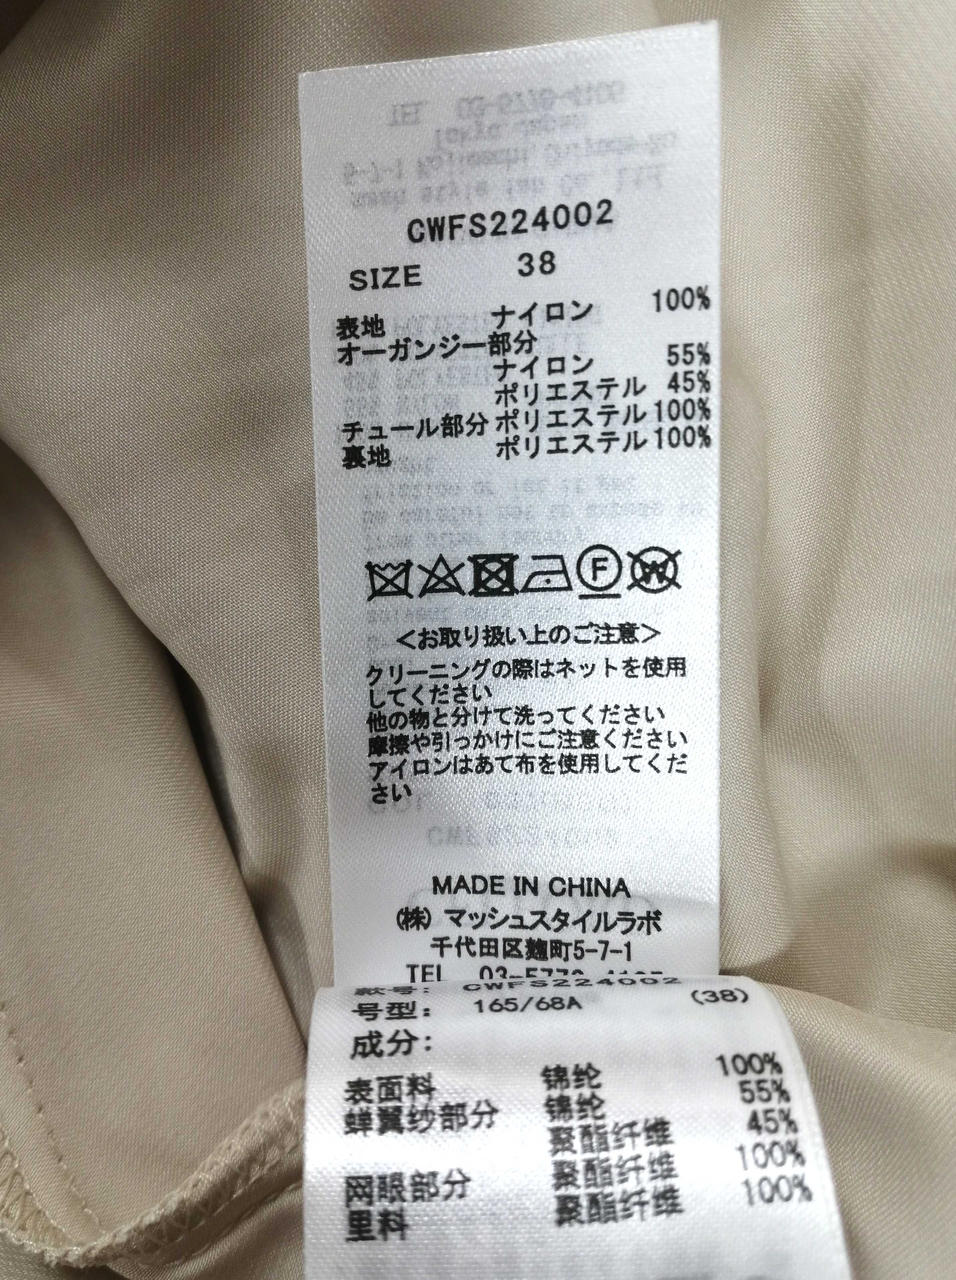 CWFS224002
SIZE 38
表地 ナイロン 100%
オーガンジー部分
ナイロン 55%
ポリエステル 45%
チュール部分 ポリエステル 100%
裏地 ポリエステル 100%
F W
＜お取り扱い上のご注意＞
クリーニングの際はネットを使用
してください
他の物と分けて洗ってください
摩擦や引っかけにご注意ください
アイロンはあて布を使用してくだ
さい
MADE IN CHINA
㈱ マッシュスタイルラボ
千代田区麹町5-7-1
TEL 03-5772-
款号: CWFS224002
号型: 165/68A (38)
成分:
表面料 锦纶 100%
蝉翼纱部分 锦纶 55%
聚酯纤维 45%
网眼部分 聚酯纤维 100%
里料 聚酯纤维 100%